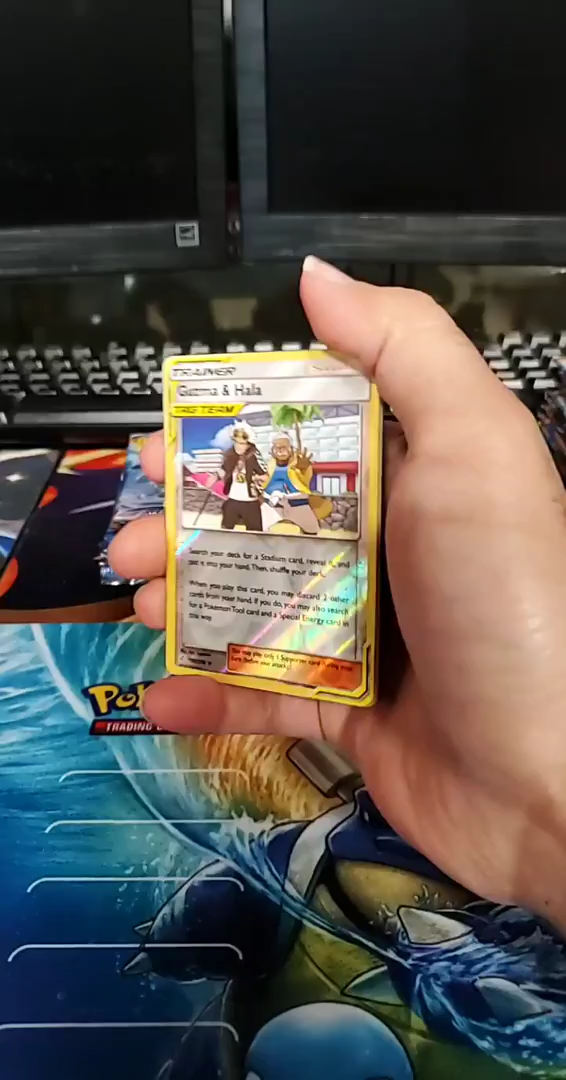 TRAINER
Guzma & Hala
TAG TEAM
Search your deck for a Stadium card, reveal it, and
put it into your hand. Then, shuffle your deck.
When you play this card, you may discard 2 other
cards from your hand. If you do, you may also search
for a Pokémon Tool card and a Special Energy card in
this way.
You may play only 1 Supporter card during your
turn (before your attack).
Pok
TRADING